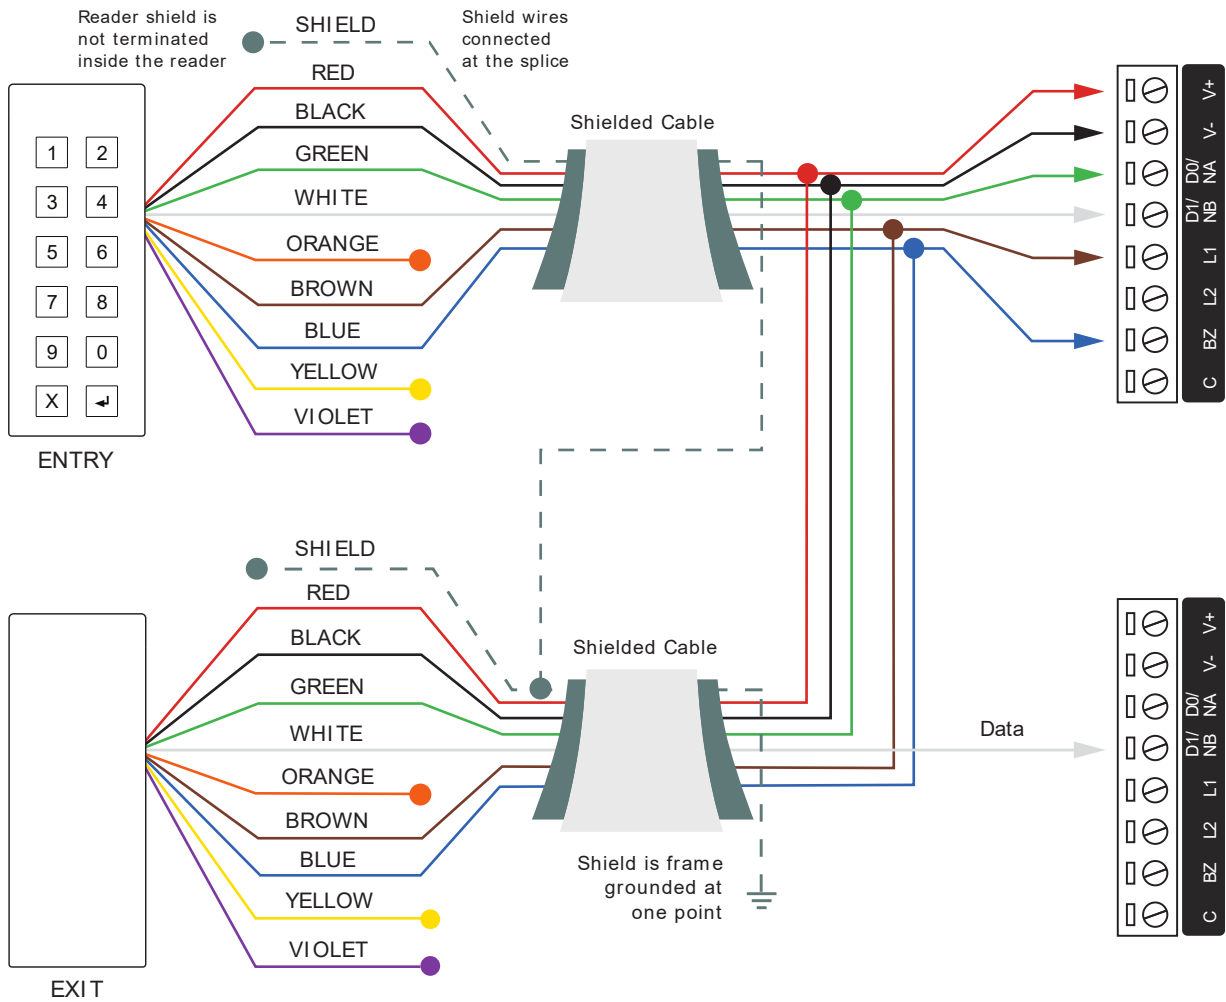 Reader shield is
not terminated
inside the reader
SHIELD
Shield wires
connected
at the splice
RED
BLACK
GREEN
WHITE
ORANGE
BROWN
BLUE
YELLOW
VIOLET
1 2
3 4
5 6
7 8
9 0
X
ENTRY
Shielded Cable
V+
V-
D0/
NA
D1/
NB
L1
L2
BZ
C
SHIELD
RED
BLACK
GREEN
WHITE
ORANGE
BROWN
BLUE
YELLOW
VIOLET
EXIT
Shielded Cable
Data
Shield is frame
grounded at
one point
V+
V-
D0/
NA
D1/
NB
L1
L2
BZ
C